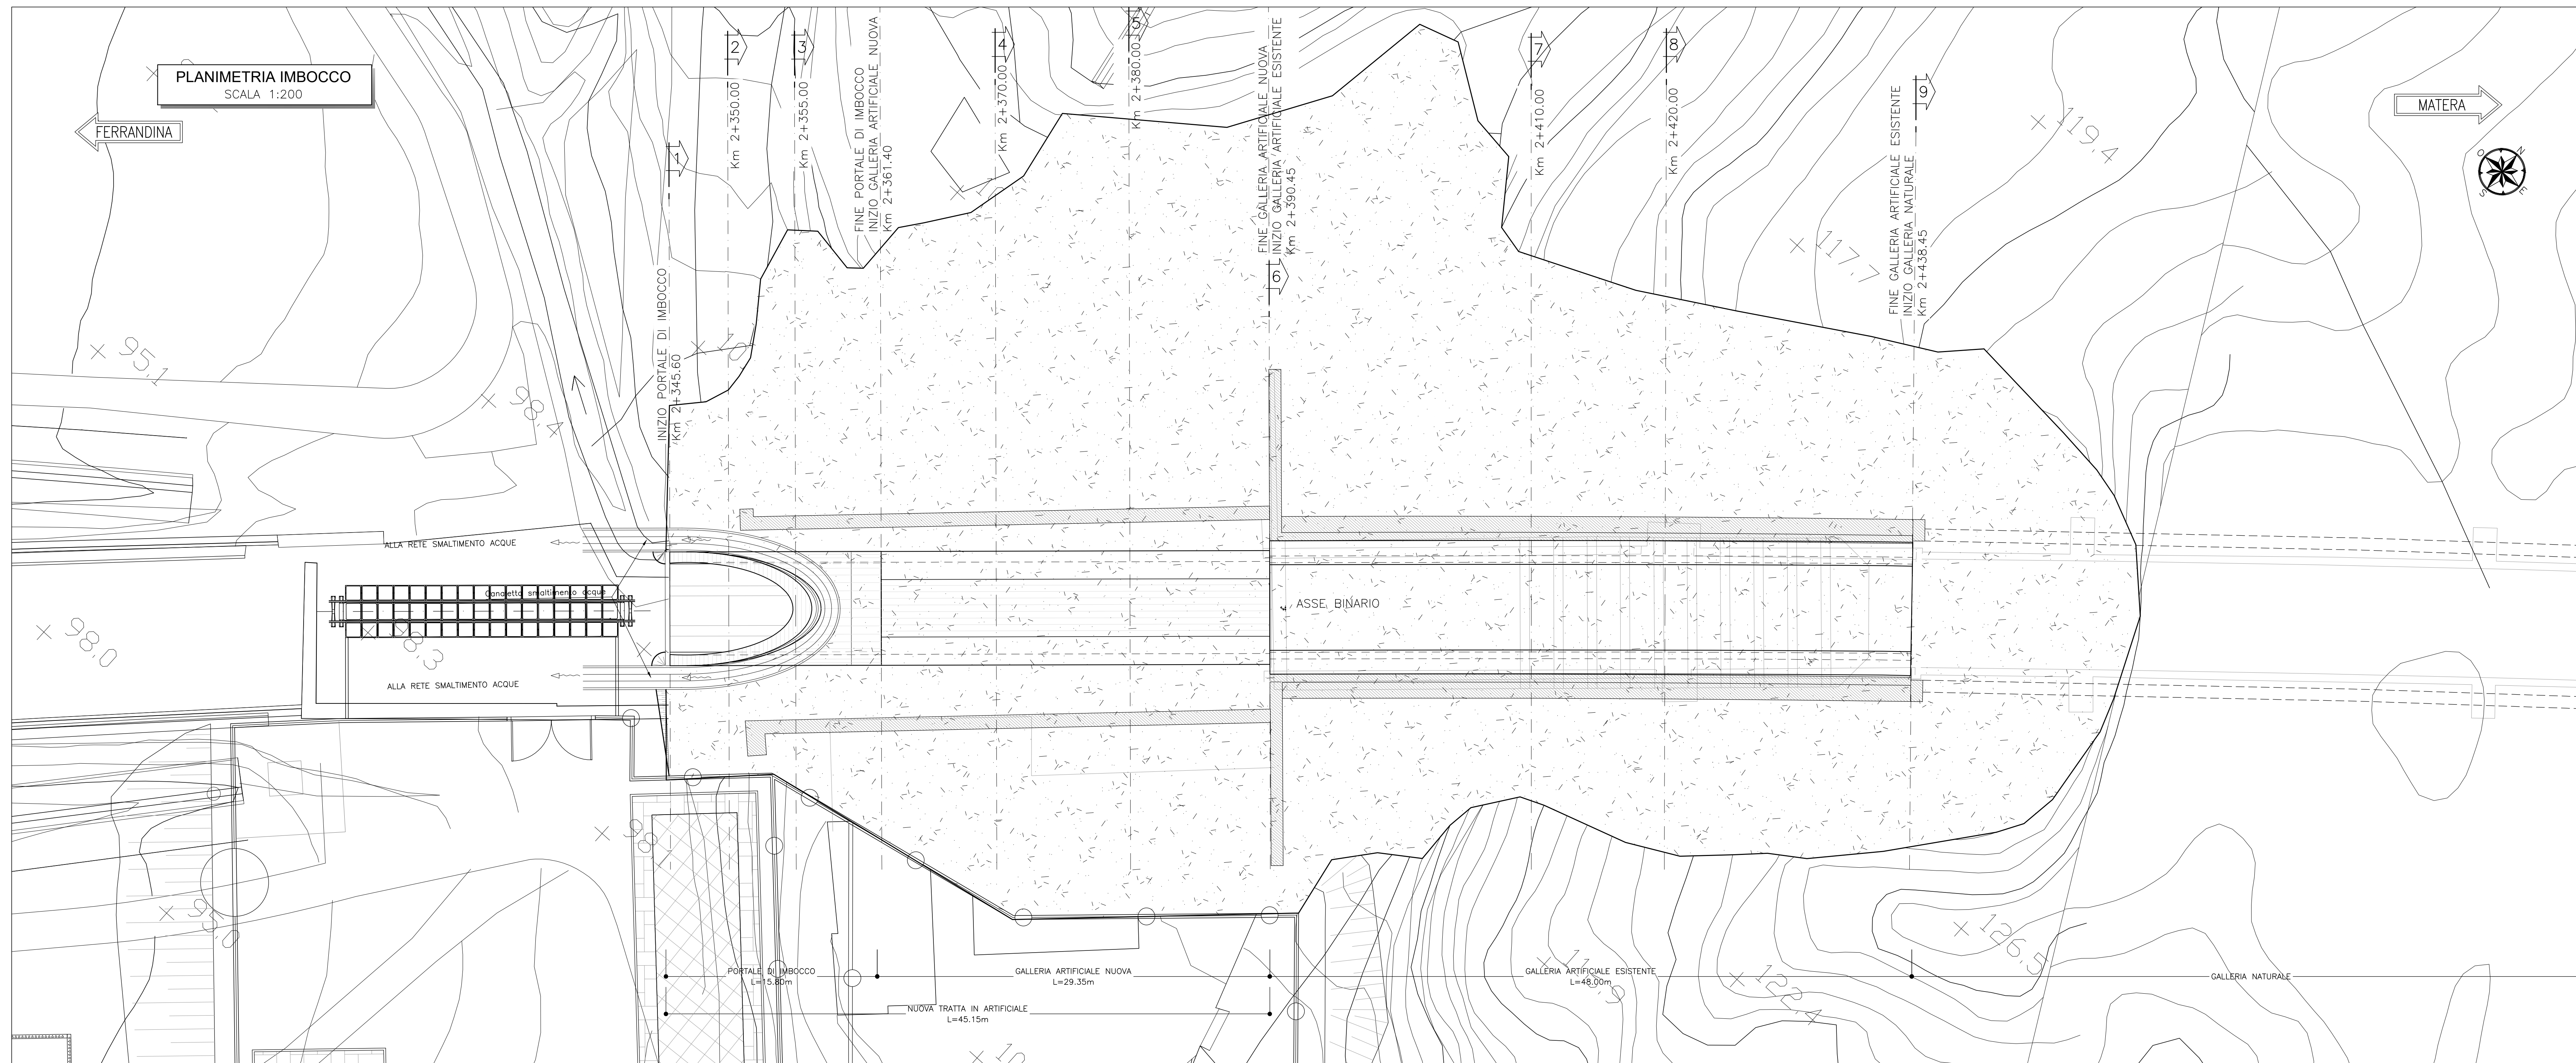 PLANIMETRIA IMBOCCO
SCALA 1:200
FERRANDINA
MATERA
N
E
S
O
1
INIZIO PORTALE DI IMBOCCO
Km 2+345.60
2
Km 2+350.00
3
Km 2+355.00
FINE PORTALE DI IMBOCCO
INIZIO GALLERIA ARTIFICIALE NUOVA
Km 2+361.40
4
Km 2+370.00
5
Km 2+380.00
FINE GALLERIA ARTIFICIALE NUOVA
INIZIO GALLERIA ARTIFICIALE ESISTENTE
Km 2+390.45
6
7
Km 2+410.00
8
Km 2+420.00
9
FINE GALLERIA ARTIFICIALE ESISTENTE
INIZIO GALLERIA NATURALE
Km 2+438.45
119.4
117.7
95.1
98.4
98.0
98.3
95.0
126.5
122.4
ALLA RETE SMALTIMENTO ACQUE
Canaletta smaltimento acque
ALLA RETE SMALTIMENTO ACQUE
ASSE BINARIO
PORTALE DI IMBOCCO
L=15.80m
GALLERIA ARTIFICIALE NUOVA
L=29.35m
GALLERIA ARTIFICIALE ESISTENTE
L=48.00m
GALLERIA NATURALE
NUOVA TRATTA IN ARTIFICIALE
L=45.15m